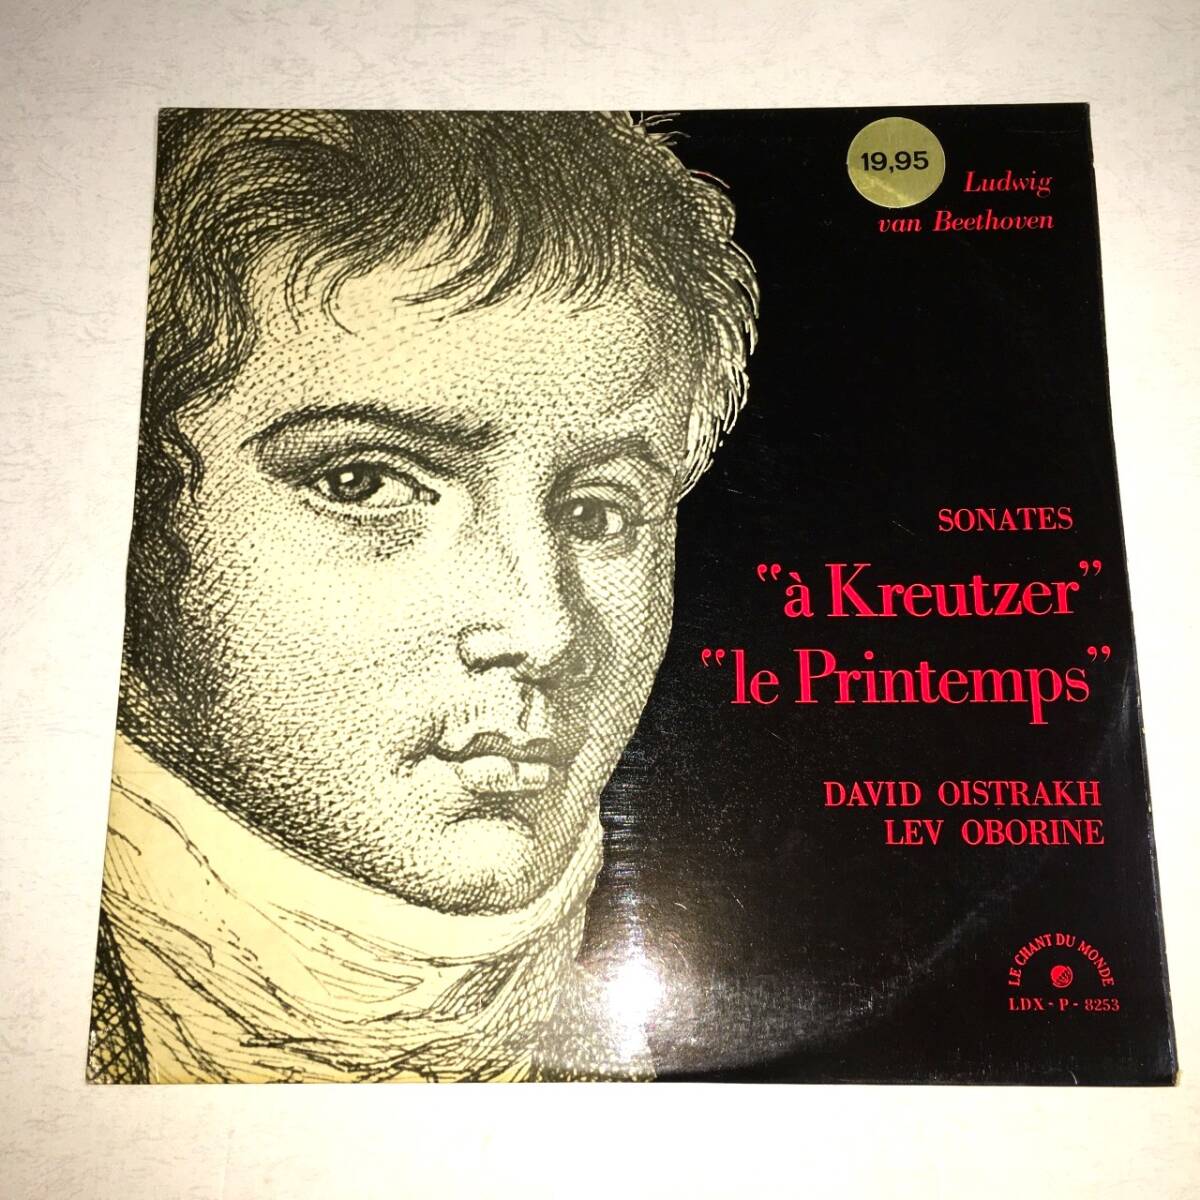 19,95
Ludwig
van Beethoven
SONATES
“à Kreutzer”
“le Printemps”
DAVID OISTRAKH
LEV OBORINE
LE CHANT DU MONDE
LDX - P - 8253